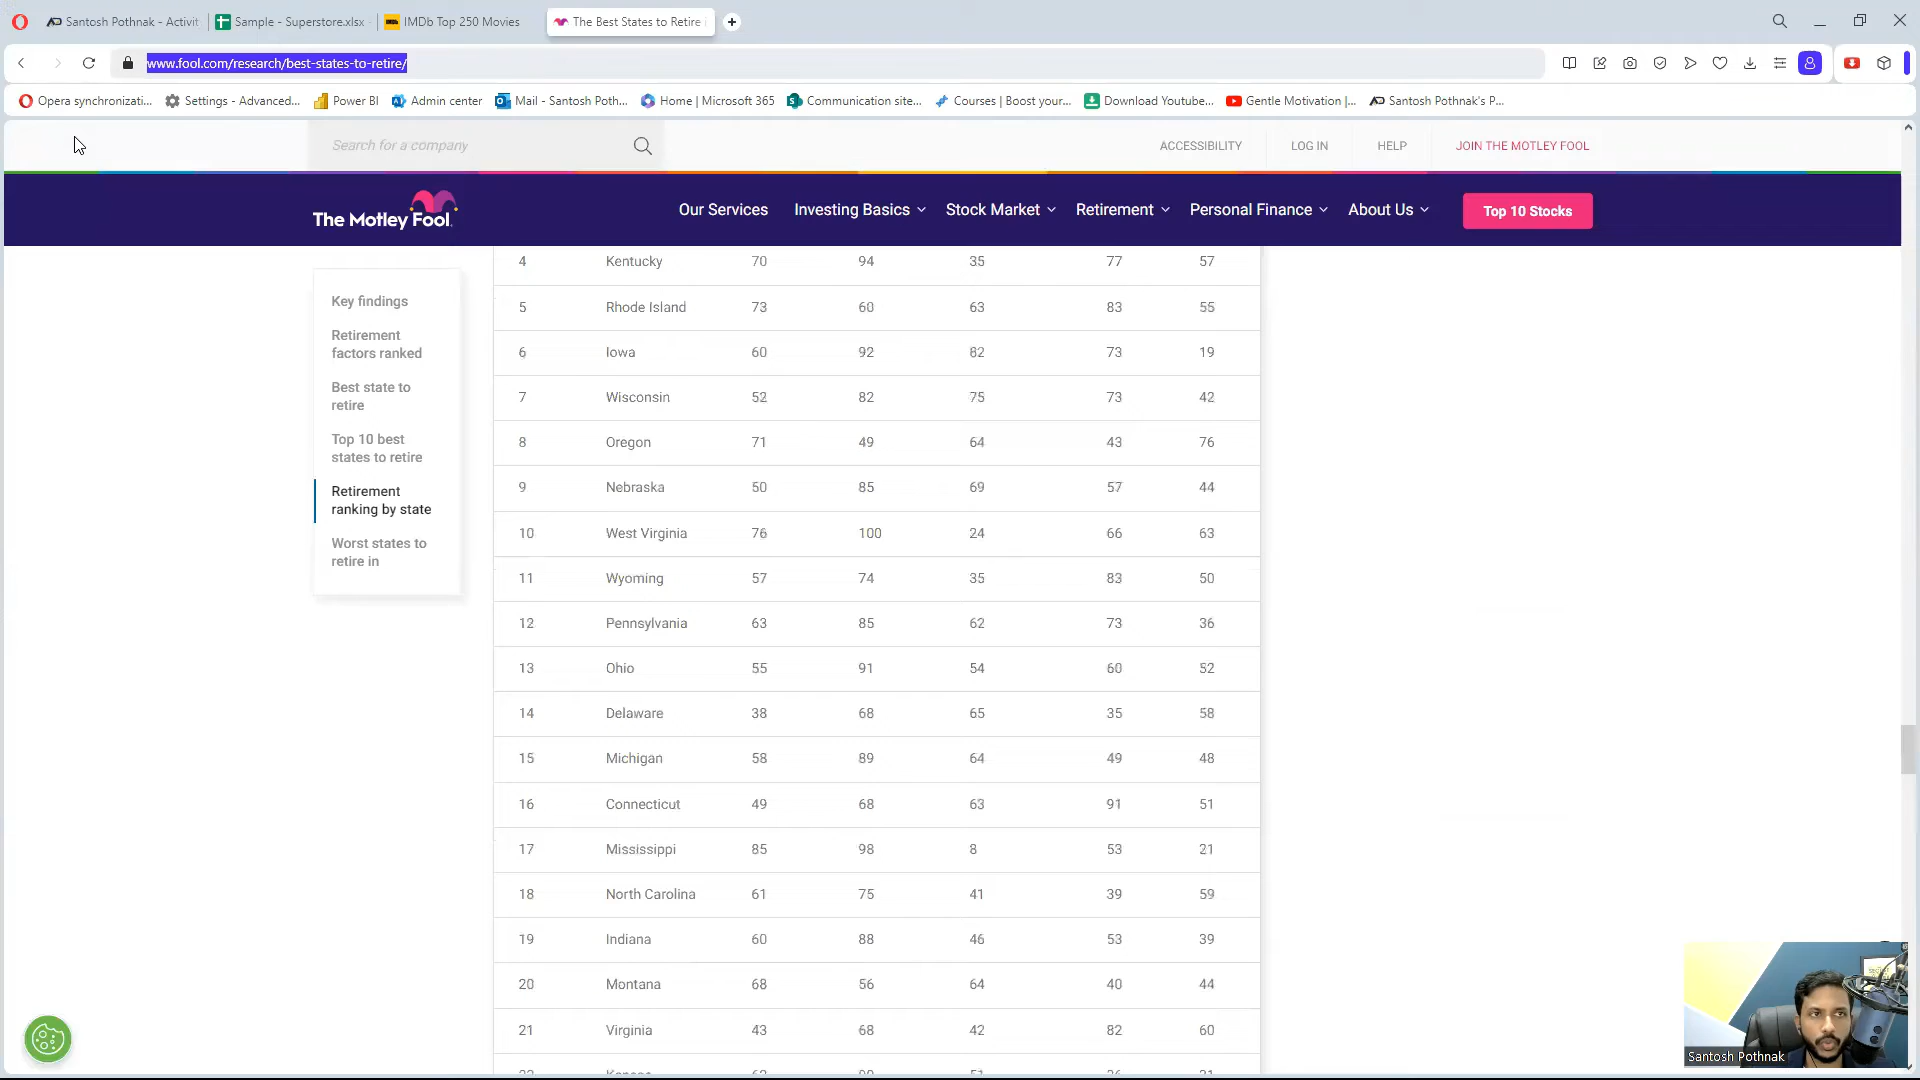 Santosh Pothnak - Activit
Sample - Superstore.xlsx
IMDb Top 250 Movies
The Best States to Retire i
www.fool.com/research/best-states-to-retire/
Opera synchronizati...
Settings - Advanced...
Power BI
Admin center
Mail - Santosh Poth...
Home | Microsoft 365
Communication site...
Courses | Boost your...
Download Youtube...
Gentle Motivation |...
Santosh Pothnak's P...
Search for a company
ACCESSIBILITY
LOG IN
HELP
JOIN THE MOTLEY FOOL
The Motley Fool.
Our Services
Investing Basics
Stock Market
Retirement
Personal Finance
About Us
Top 10 Stocks
Key findings
Retirement
factors ranked
Best state to
retire
Top 10 best
states to retire
Retirement
ranking by state
Worst states to
retire in
4 Kentucky 70 94 35 77 57
5 Rhode Island 73 60 63 83 55
6 Iowa 60 92 82 73 19
7 Wisconsin 52 82 75 73 42
8 Oregon 71 49 64 43 76
9 Nebraska 50 85 69 57 44
10 West Virginia 76 100 24 66 63
11 Wyoming 57 74 35 83 50
12 Pennsylvania 63 85 62 73 36
13 Ohio 55 91 54 60 52
14 Delaware 38 68 65 35 58
15 Michigan 58 89 64 49 48
16 Connecticut 49 68 63 91 51
17 Mississippi 85 98 8 53 21
18 North Carolina 61 75 41 39 59
19 Indiana 60 88 46 53 39
20 Montana 68 56 64 40 44
21 Virginia 43 68 42 82 60
Santosh Pothnak